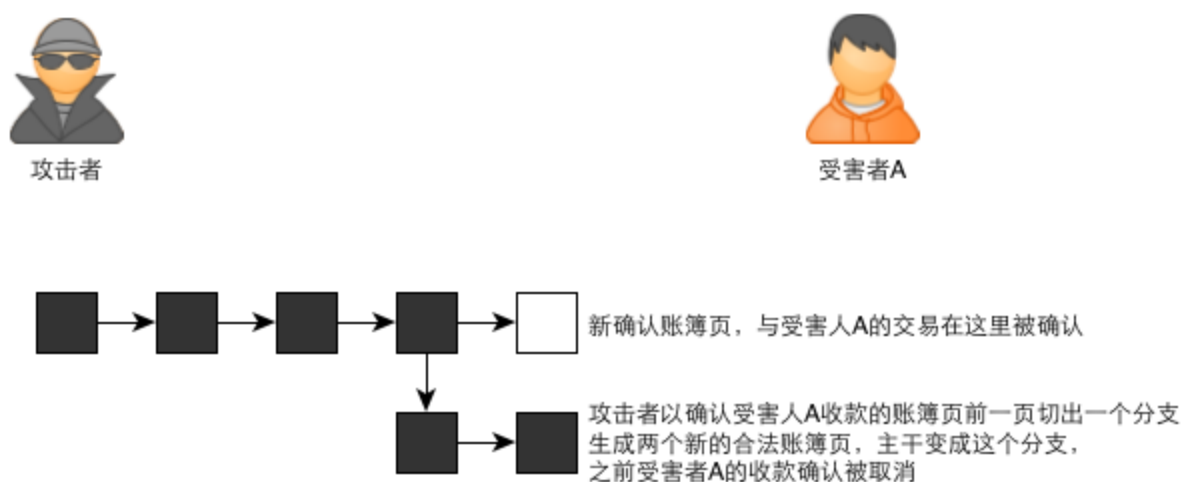 攻击者
受害者A
新确认账簿页，与受害人A的交易在这里被确认
攻击者以确认受害人A收款的账簿页前一页切出一个分支
生成两个新的合法账簿页，主干变成这个分支，
之前受害者A的收款确认被取消